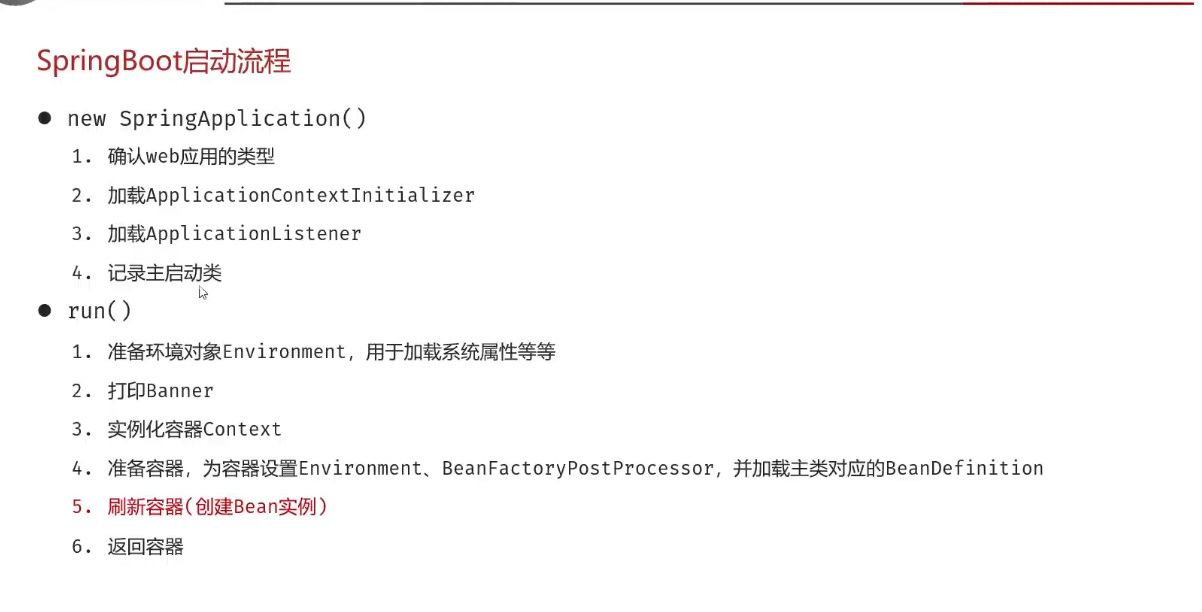 SpringBoot启动流程
● new SpringApplication()
1. 确认web应用的类型
2. 加载ApplicationContextInitializer
3. 加载ApplicationListener
4. 记录主启动类
● run()
1. 准备环境对象Environment，用于加载系统属性等等
2. 打印Banner
3. 实例化容器Context
4. 准备容器，为容器设置Environment、BeanFactoryPostProcessor，并加载主类对应的BeanDefinition
5. 刷新容器(创建Bean实例)
6. 返回容器